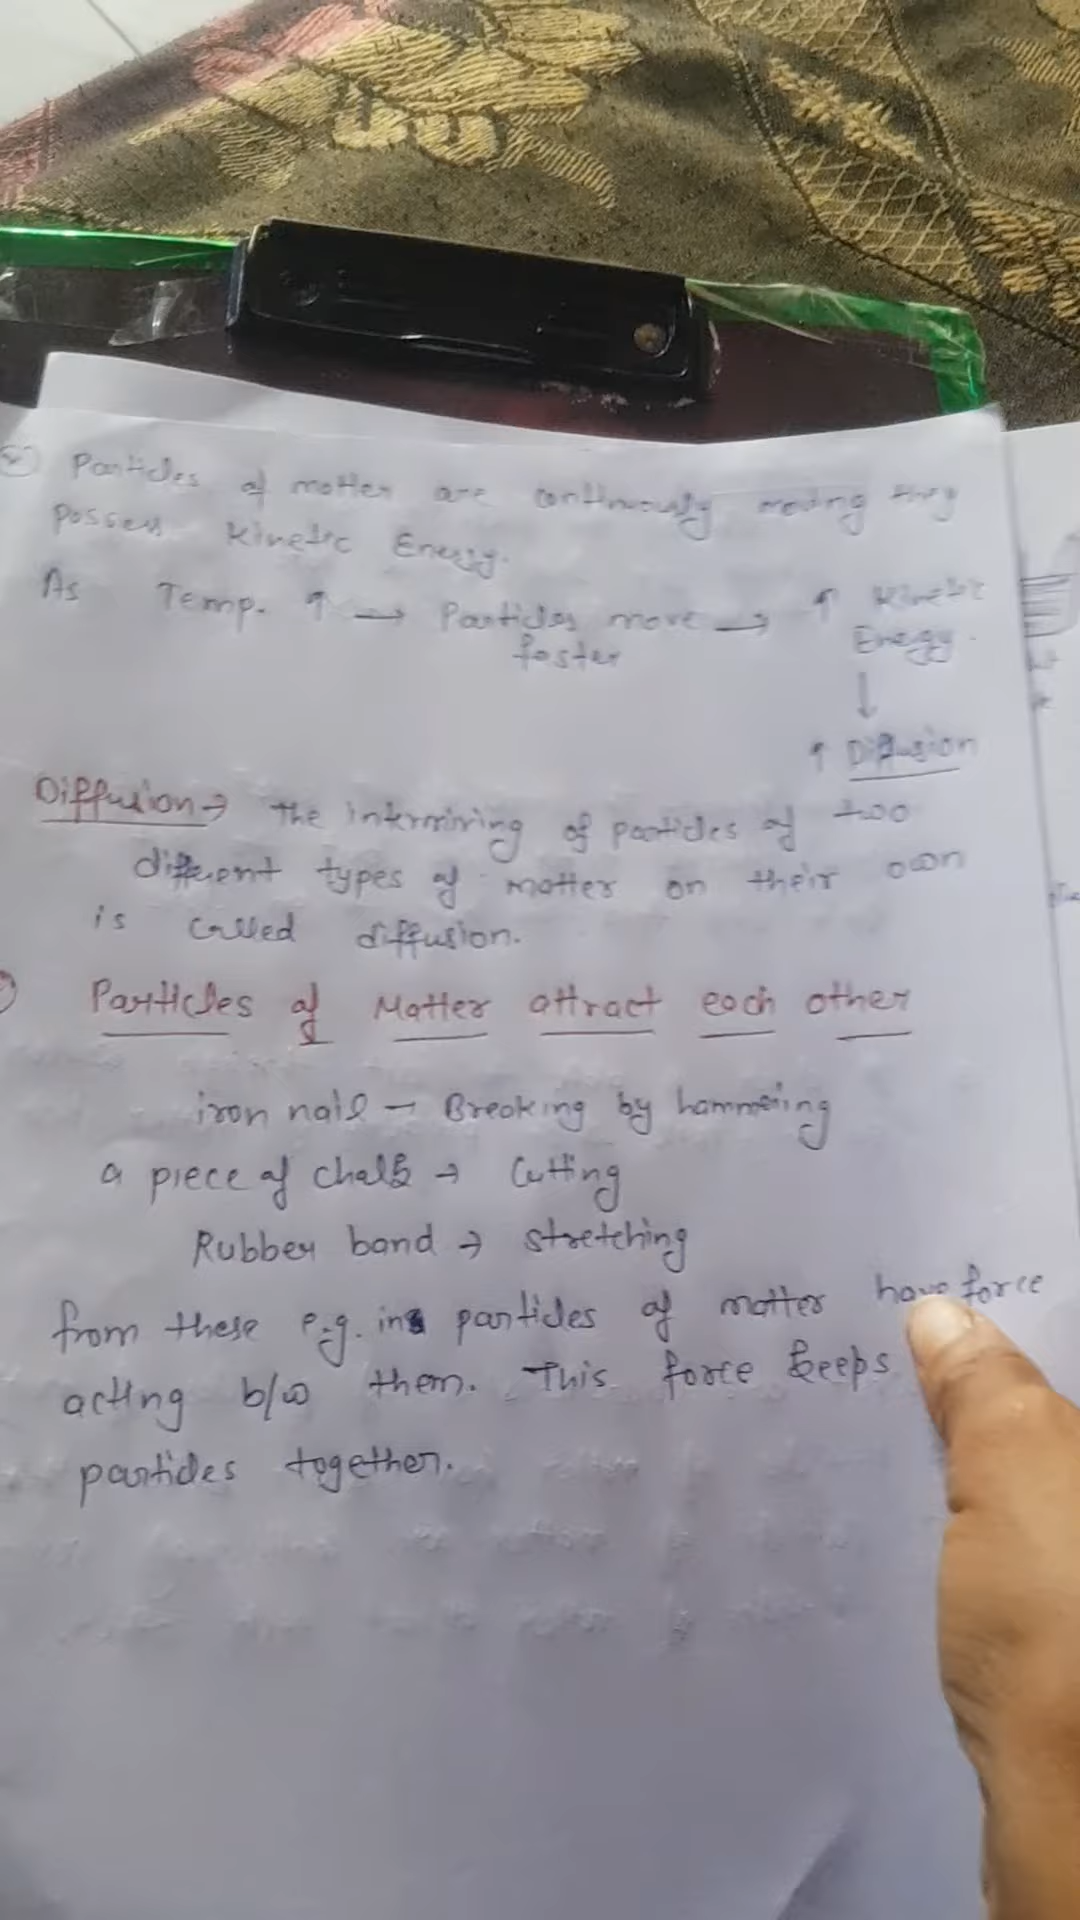 Particles of matter are continuously moving they
possess Kinetic Energy.
As Temp. ↑ → Particles move → ↑ Kinetic
faster Energy.
↓
↑ Diffusion
Diffusion → The intermixing of particles of two
different types of matter on their own
is called diffusion.
Particles of Matter attract each other
iron nail → Breaking by hammering
a piece of chalk → Cutting
Rubber band → stretching
from these e.g. in particles of matter have force
acting b/w them. This force keeps
particles together.